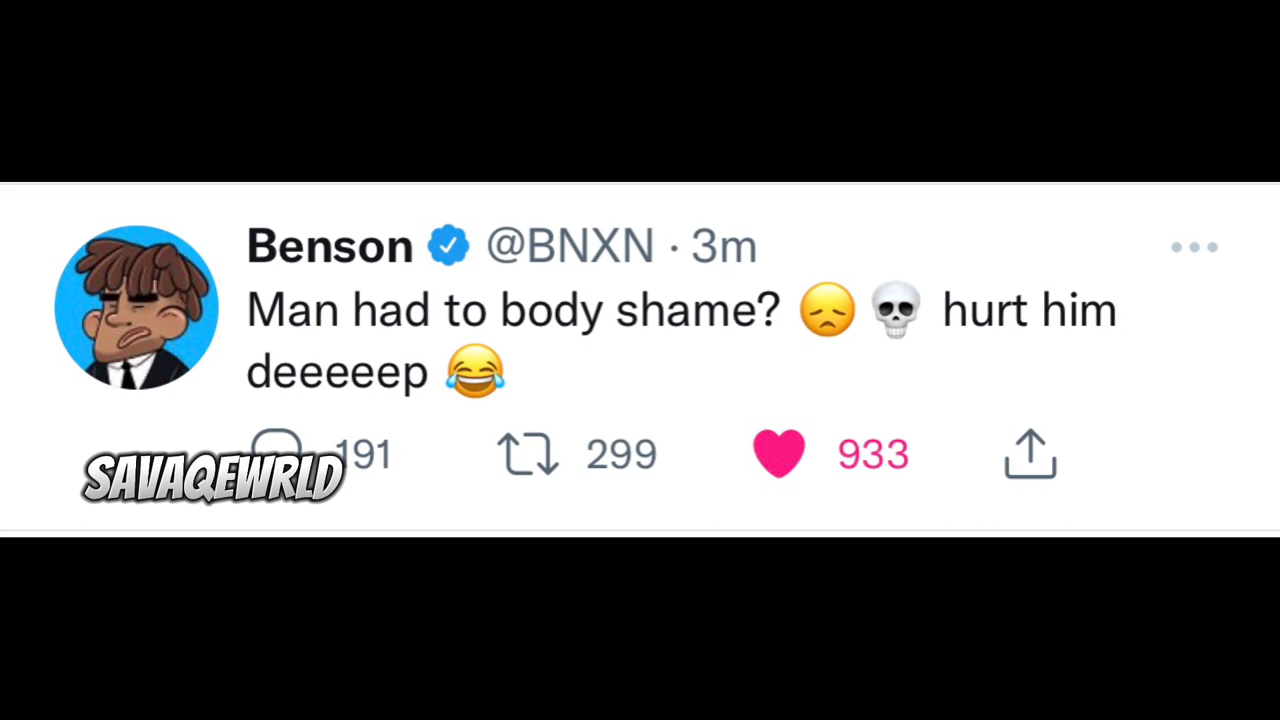 Benson @BNXN · 3m
Man had to body shame? 😞💀 hurt him
deeeeep 😂
191 299 933
SAVAQEWRLD